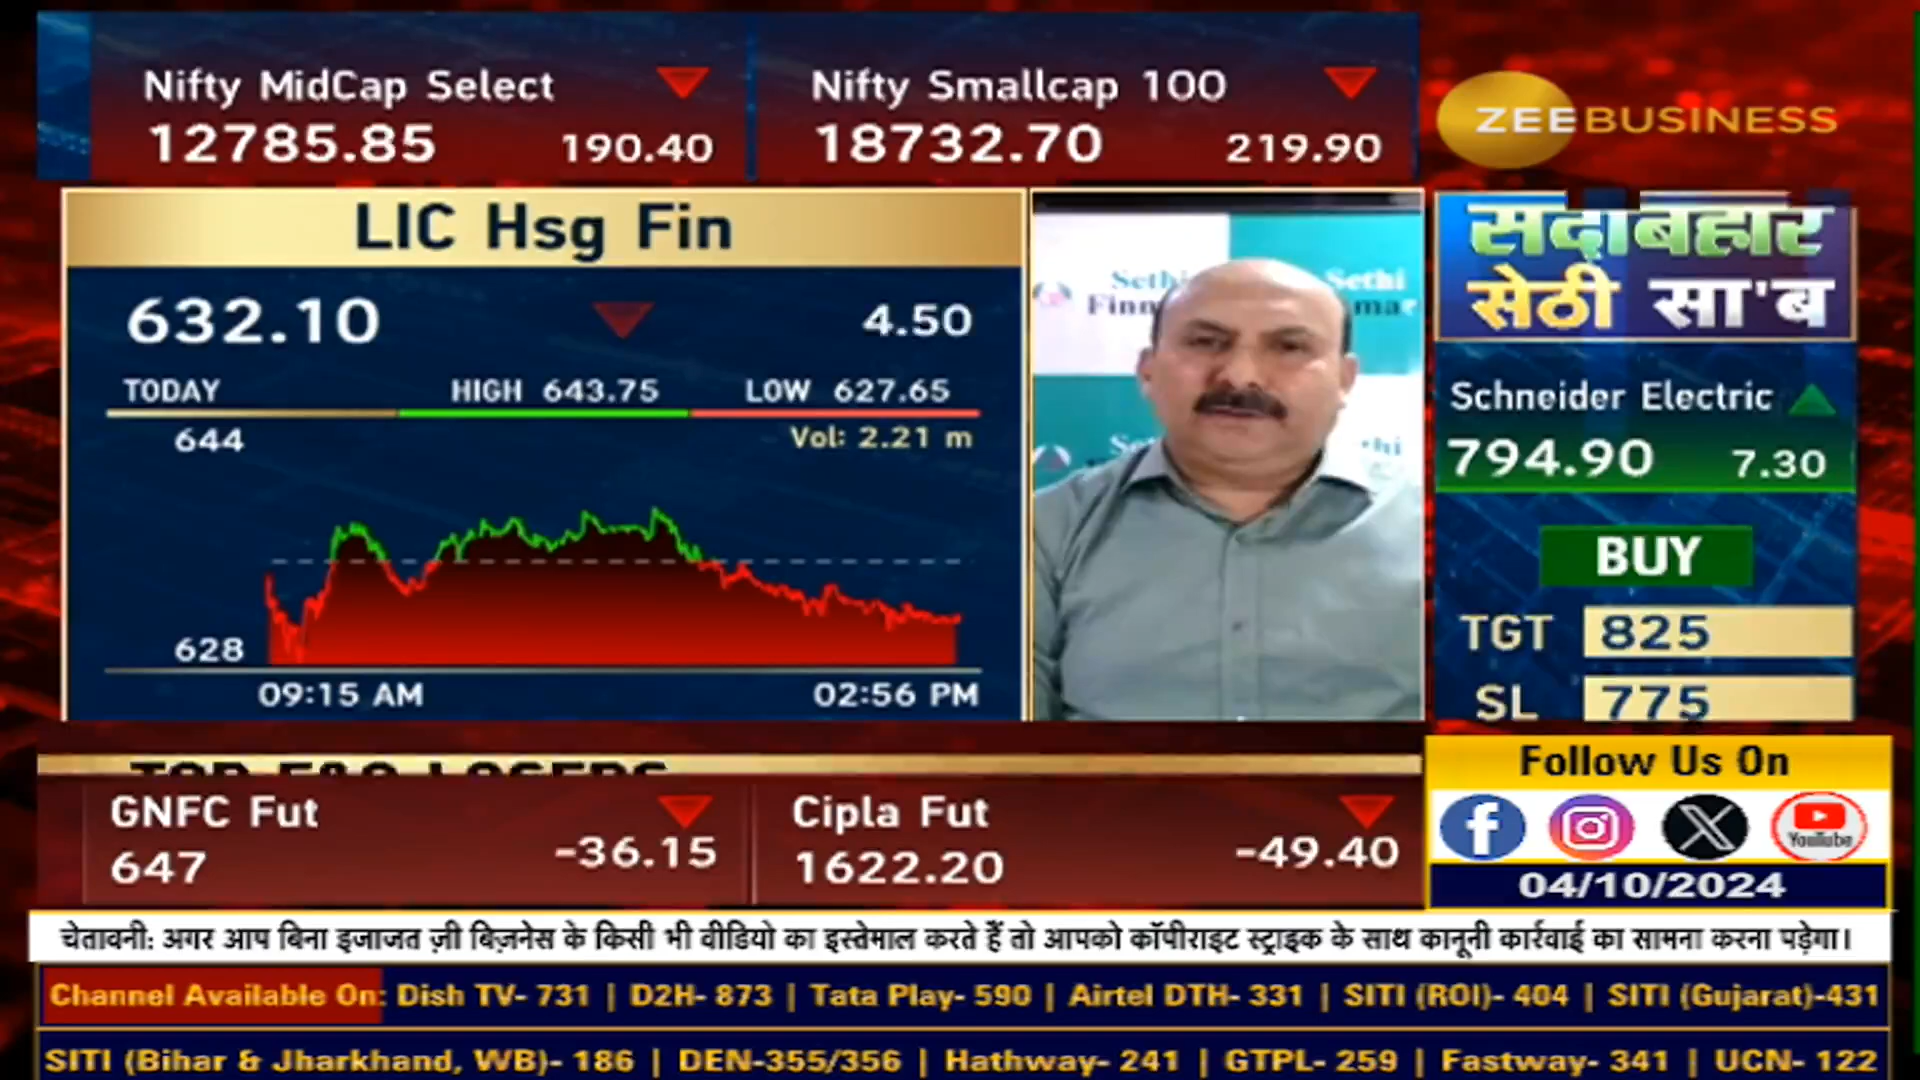 Nifty MidCap Select
12785.85 190.40
Nifty Smallcap 100
18732.70 219.90
ZEEBUSINESS
LIC Hsg Fin
632.10 4.50
TODAY HIGH 643.75 LOW 627.65
644 Vol: 2.21 m
628
09:15 AM 02:56 PM
Sethi
Sethi
सदाबहार
सेठी सा'ब
Schneider Electric
794.90 7.30
BUY
TGT 825
SL 775
TOP F&O LOSERS
GNFC Fut
647 -36.15
Cipla Fut
1622.20 -49.40
Follow Us On
YouTube
04/10/2024
चेतावनी: अगर आप बिना इजाजत ज़ी बिज़नेस के किसी भी वीडियो का इस्तेमाल करते हैं तो आपको कॉपीराइट स्ट्राइक के साथ कानूनी कार्रवाई का सामना करना पड़ेगा।
Channel Available On: Dish TV- 731 | D2H- 873 | Tata Play- 590 | Airtel DTH- 331 | SITI (ROI)- 404 | SITI (Gujarat)-431
SITI (Bihar & Jharkhand, WB)- 186 | DEN-355/356 | Hathway- 241 | GTPL- 259 | Fastway- 341 | UCN- 122